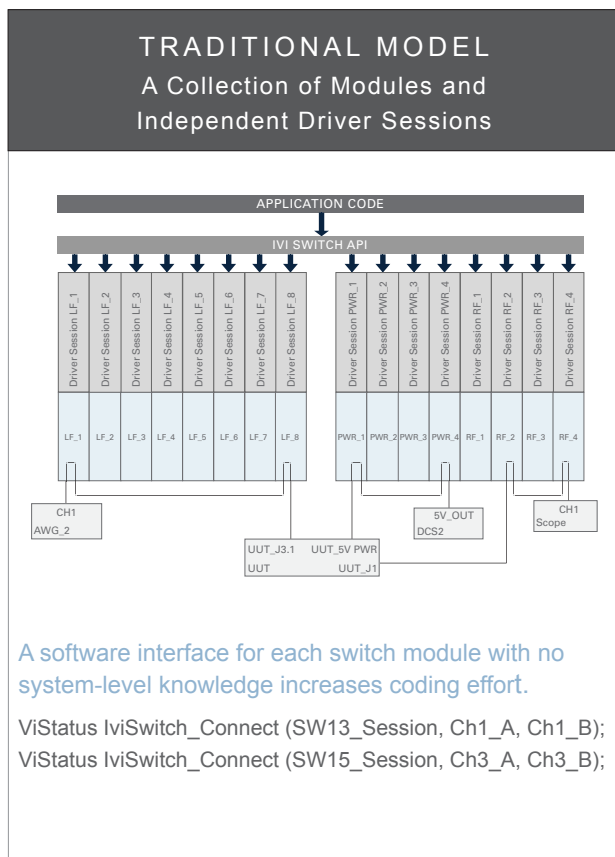 TRADITIONAL MODEL
A Collection of Modules and
Independent Driver Sessions
APPLICATION CODE
IVI SWITCH API
Driver Session LF_1
Driver Session LF_2
Driver Session LF_3
Driver Session LF_4
Driver Session LF_5
Driver Session LF_6
Driver Session LF_7
Driver Session LF_8
Driver Session PWR_1
Driver Session PWR_2
Driver Session PWR_3
Driver Session PWR_4
Driver Session RF_1
Driver Session RF_2
Driver Session RF_3
Driver Session RF_4
LF_1
LF_2
LF_3
LF_4
LF_5
LF_6
LF_7
LF_8
PWR_1
PWR_2
PWR_3
PWR_4
RF_1
RF_2
RF_3
RF_4
CH1
AWG_2
5V_OUT
DCS2
CH1
Scope
UUT_J3.1 UUT_5V PWR
UUT UUT_J1
A software interface for each switch module with no
system-level knowledge increases coding effort.
ViStatus IviSwitch_Connect (SW13_Session, Ch1_A, Ch1_B);
ViStatus IviSwitch_Connect (SW15_Session, Ch3_A, Ch3_B);